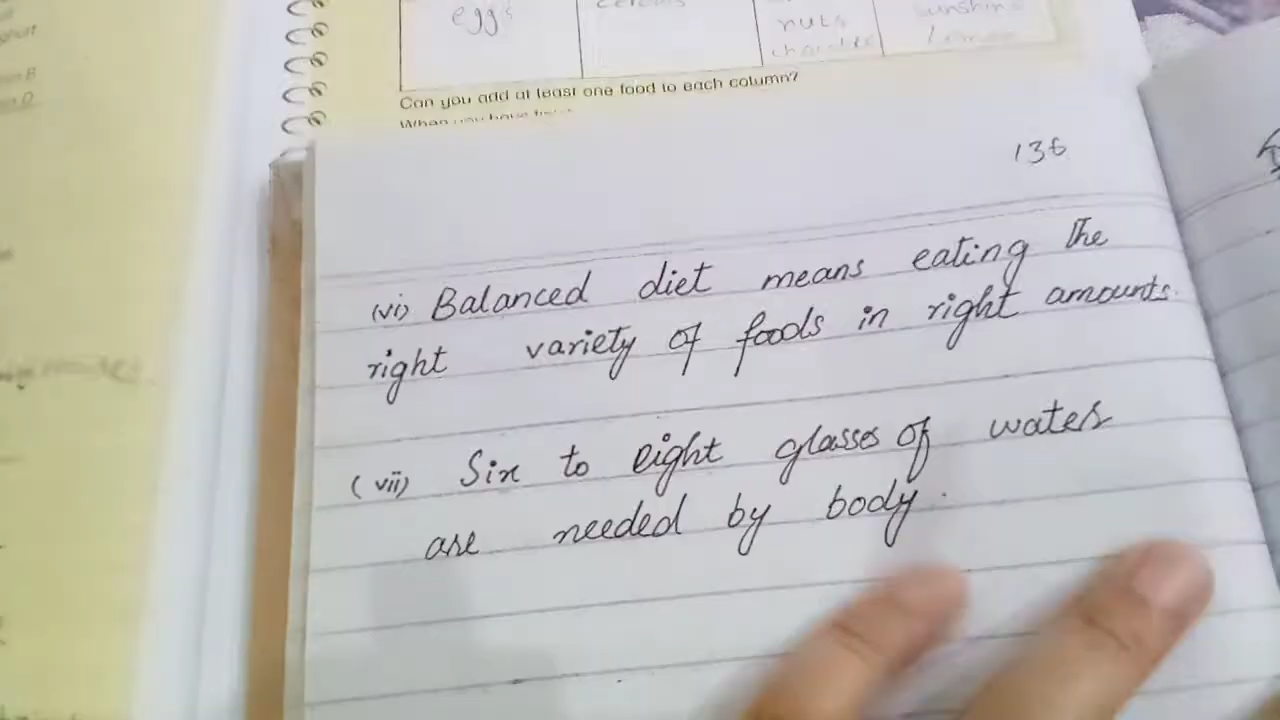 eggs
nuts
Can you add at least one food to each column?
136
(vi) Balanced diet means eating the
right variety of foods in right amounts.
(vii) Six to eight glasses of water
are needed by body.